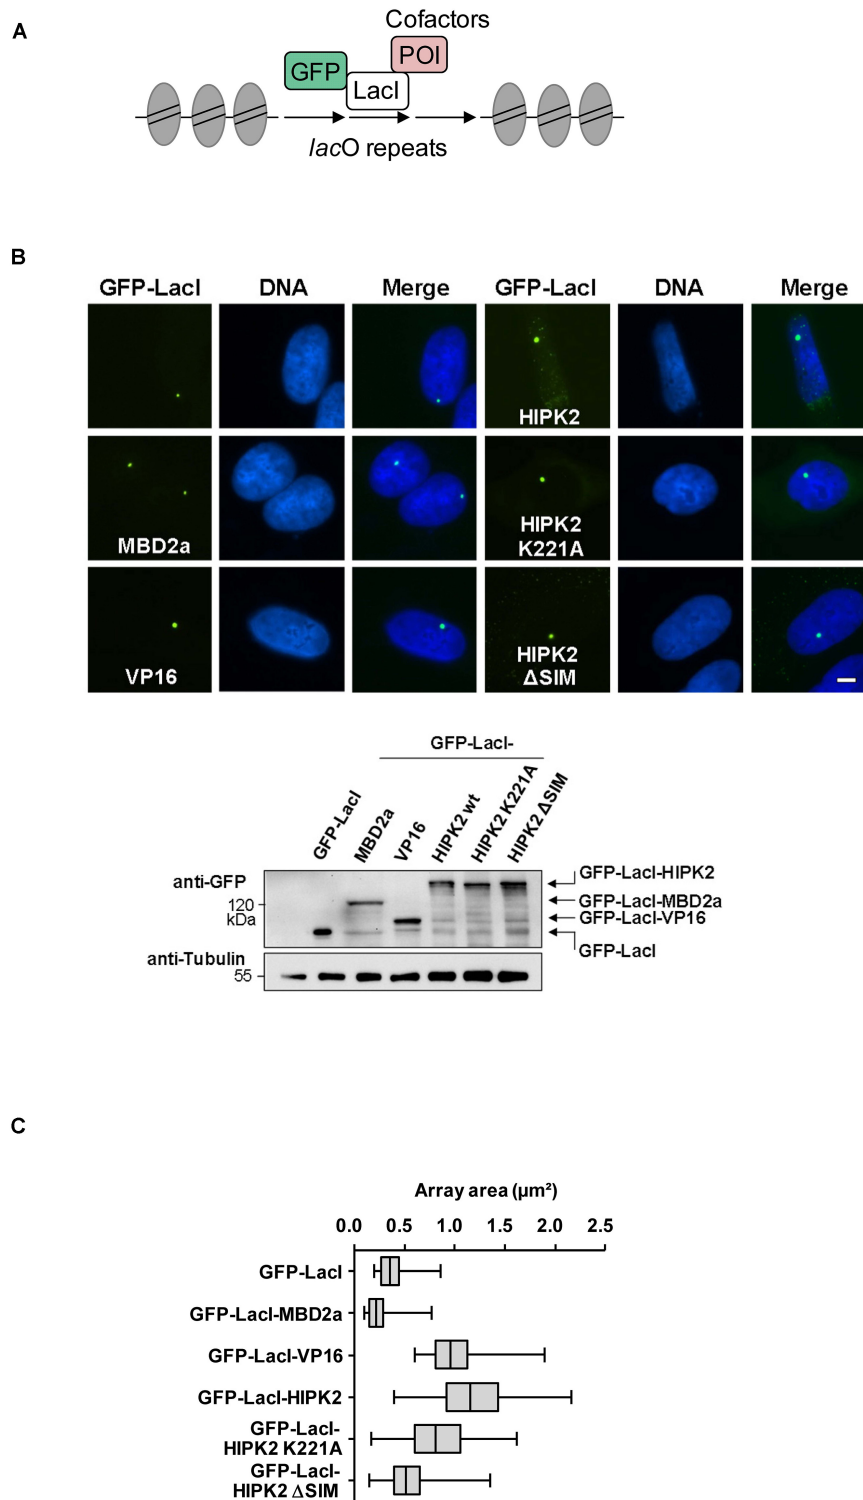 A
Cofactors
POI
GFP
LacI
lacO repeats
B
GFP-LacI DNA Merge GFP-LacI DNA Merge
HIPK2
MBD2a
HIPK2
K221A
VP16
HIPK2
ΔSIM
GFP-LacI-
GFP-LacI
MBD2a
VP16
HIPK2 wt
HIPK2 K221A
HIPK2 ΔSIM
anti-GFP
120
kDa
GFP-LacI-HIPK2
GFP-LacI-MBD2a
GFP-LacI-VP16
GFP-LacI
anti-Tubulin
55
C
Array area (µm²)
0.0 0.5 1.0 1.5 2.0 2.5
GFP-LacI
GFP-LacI-MBD2a
GFP-LacI-VP16
GFP-LacI-HIPK2
GFP-LacI-
HIPK2 K221A
GFP-LacI-
HIPK2 ΔSIM